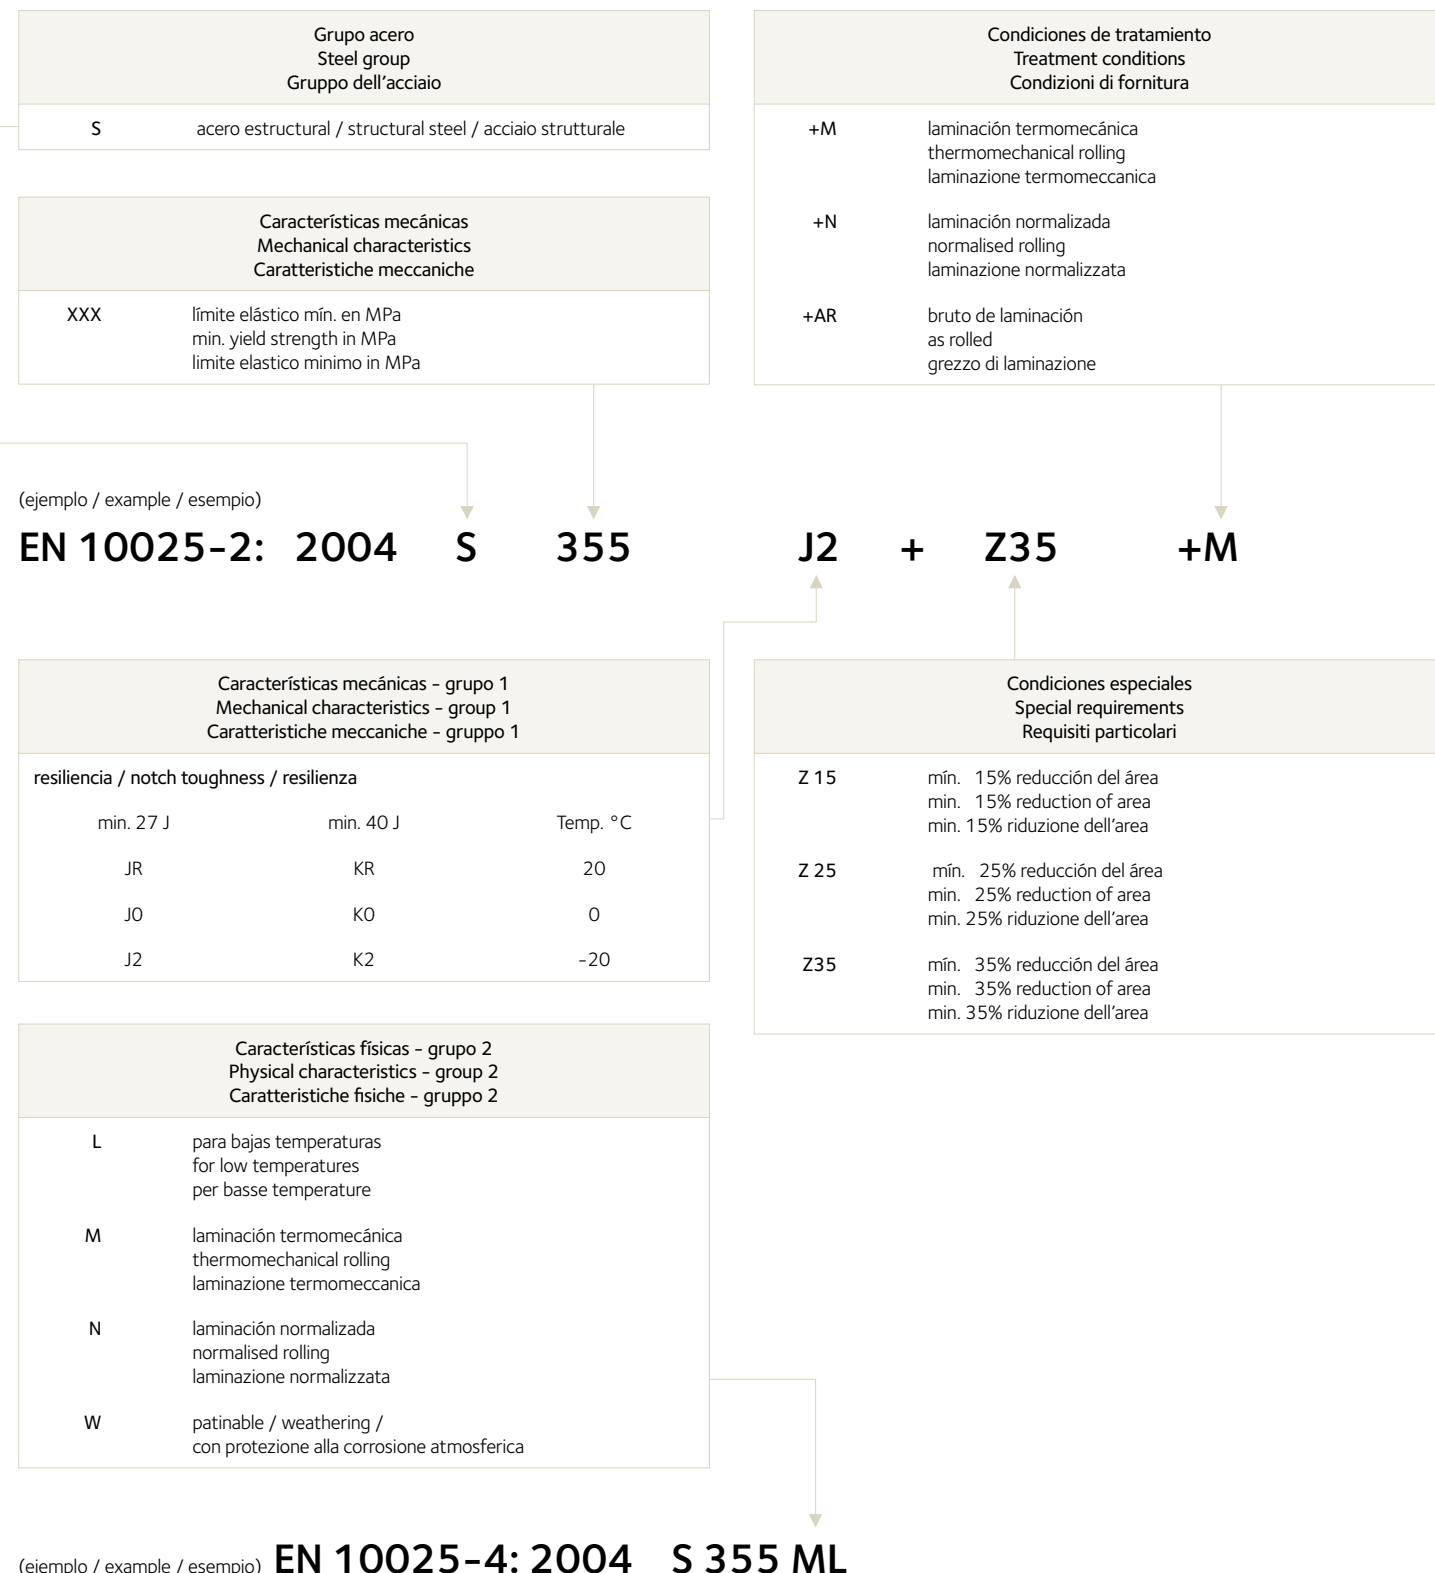 Grupo acero
Steel group
Gruppo dell'acciaio
S acero estructural / structural steel / acciaio strutturale
Características mecánicas
Mechanical characteristics
Caratteristiche meccaniche
XXX límite elástico mín. en MPa
min. yield strength in MPa
limite elastico minimo in MPa
Condiciones de tratamiento
Treatment conditions
Condizioni di fornitura
+M laminación termomecánica
thermomechanical rolling
laminazione termomeccanica
+N laminación normalizada
normalised rolling
laminazione normalizzata
+AR bruto de laminación
as rolled
grezzo di laminazione
(ejemplo / example / esempio)
EN 10025-2: 2004 S 355 J2 + Z35 +M
Características mecánicas - grupo 1
Mechanical characteristics - group 1
Caratteristiche meccaniche - gruppo 1
resiliencia / notch toughness / resilienza
min. 27 J min. 40 J Temp. °C
JR KR 20
J0 K0 0
J2 K2 -20
Condiciones especiales
Special requirements
Requisiti particolari
Z 15 mín. 15% reducción del área
min. 15% reduction of area
min. 15% riduzione dell'area
Z 25 mín. 25% reducción del área
min. 25% reduction of area
min. 25% riduzione dell'area
Z35 mín. 35% reducción del área
min. 35% reduction of area
min. 35% riduzione dell'area
Características físicas - grupo 2
Physical characteristics - group 2
Caratteristiche fisiche - gruppo 2
L para bajas temperaturas
for low temperatures
per basse temperature
M laminación termomecánica
thermomechanical rolling
laminazione termomeccanica
N laminación normalizada
normalised rolling
laminazione normalizzata
W patinable / weathering /
con protezione alla corrosione atmosferica
(ejemplo / example / esempio) EN 10025-4: 2004 S 355 ML